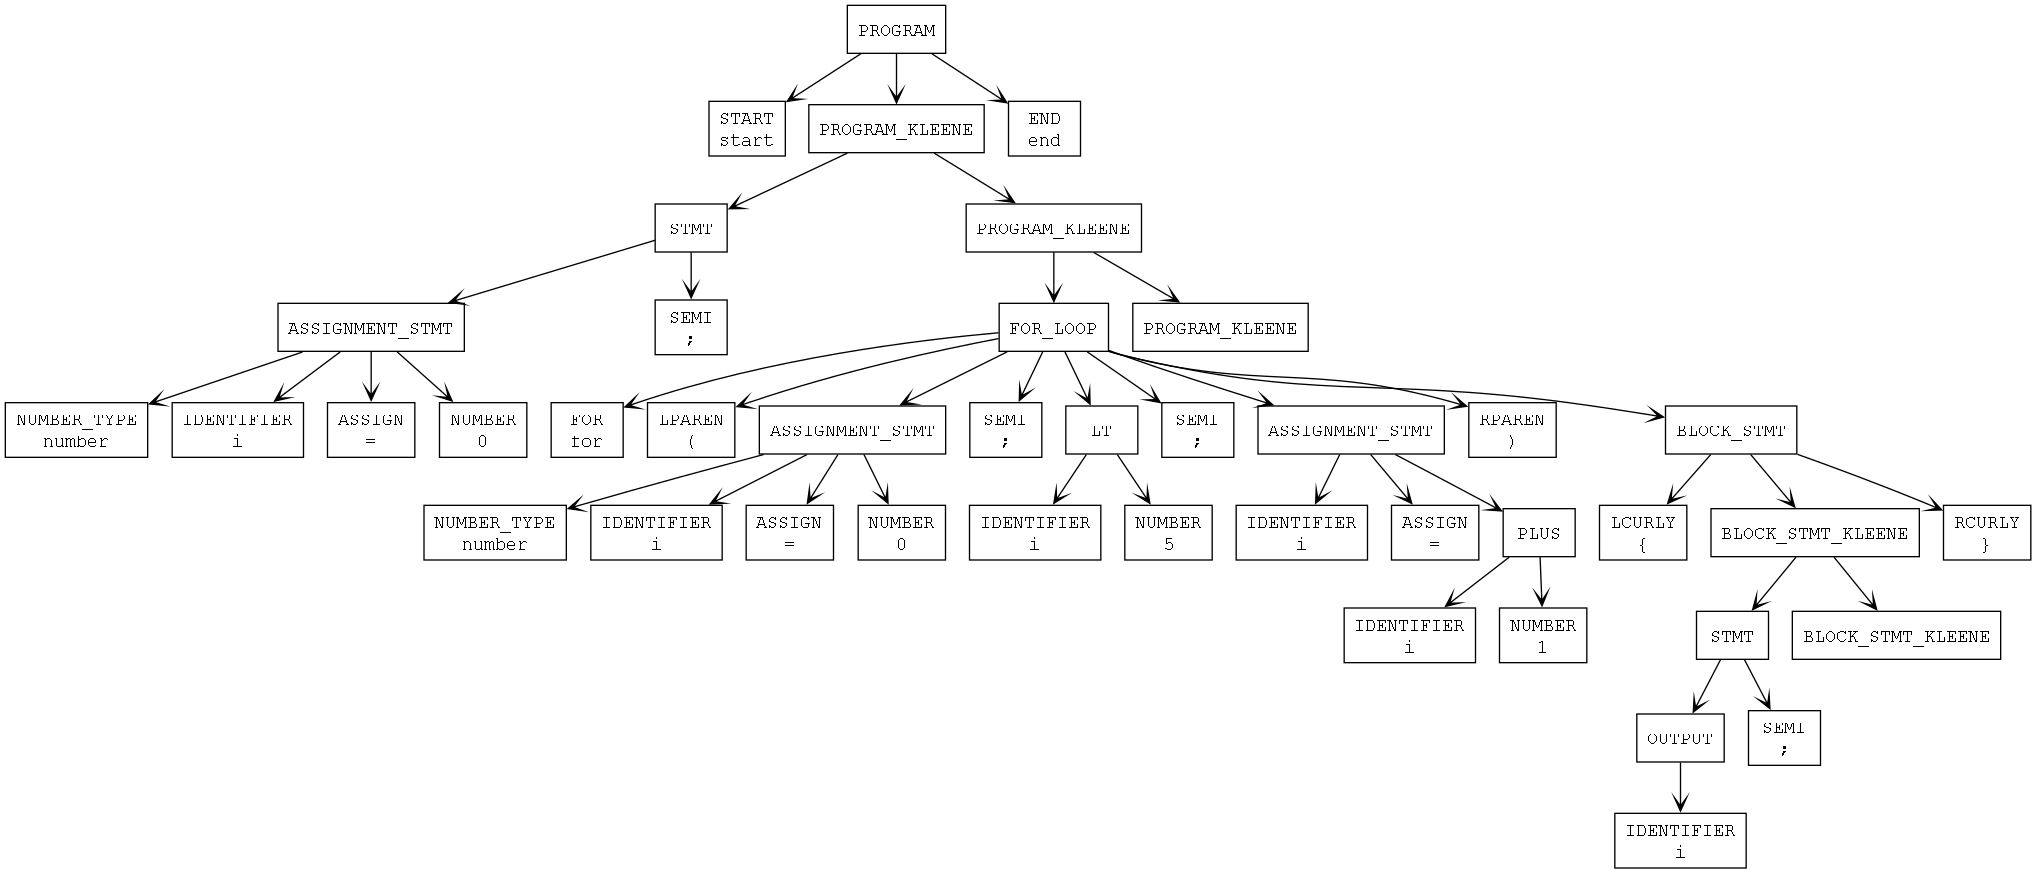 PROGRAM
START
start
PROGRAM_KLEENE
END
end
STMT
PROGRAM_KLEENE
ASSIGNMENT_STMT
SEMI
;
FOR_LOOP
PROGRAM_KLEENE
NUMBER_TYPE
number
IDENTIFIER
i
ASSIGN
=
NUMBER
0
FOR
for
LPAREN
(
ASSIGNMENT_STMT
SEMI
;
LT
SEMI
;
ASSIGNMENT_STMT
RPAREN
)
BLOCK_STMT
NUMBER_TYPE
number
IDENTIFIER
i
ASSIGN
=
NUMBER
0
IDENTIFIER
i
NUMBER
5
IDENTIFIER
i
ASSIGN
=
PLUS
LCURLY
{
BLOCK_STMT_KLEENE
RCURLY
}
IDENTIFIER
i
NUMBER
1
STMT
BLOCK_STMT_KLEENE
OUTPUT
SEMI
;
IDENTIFIER
i